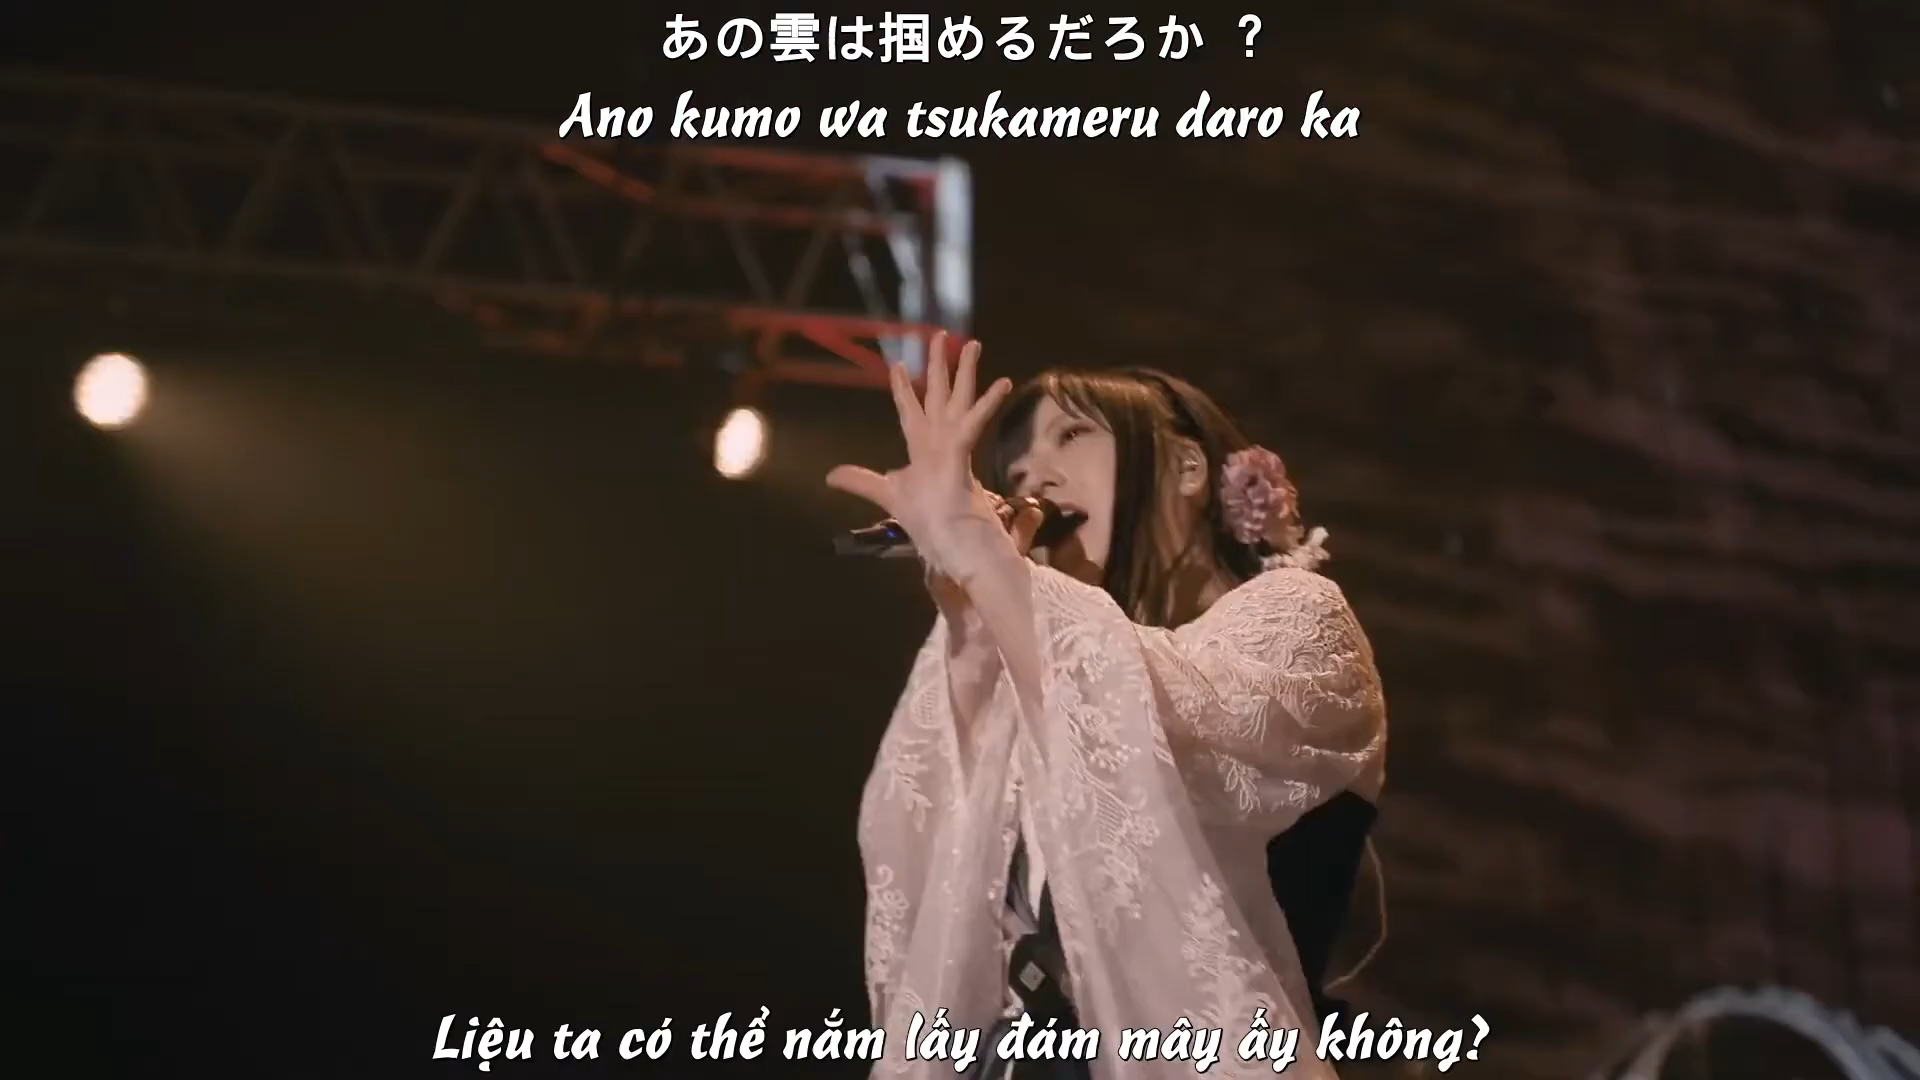 あの雲は掴めるだろか ？
Ano kumo wa tsukameru daro ka
Liệu ta có thể nắm lấy đám mây ấy không?